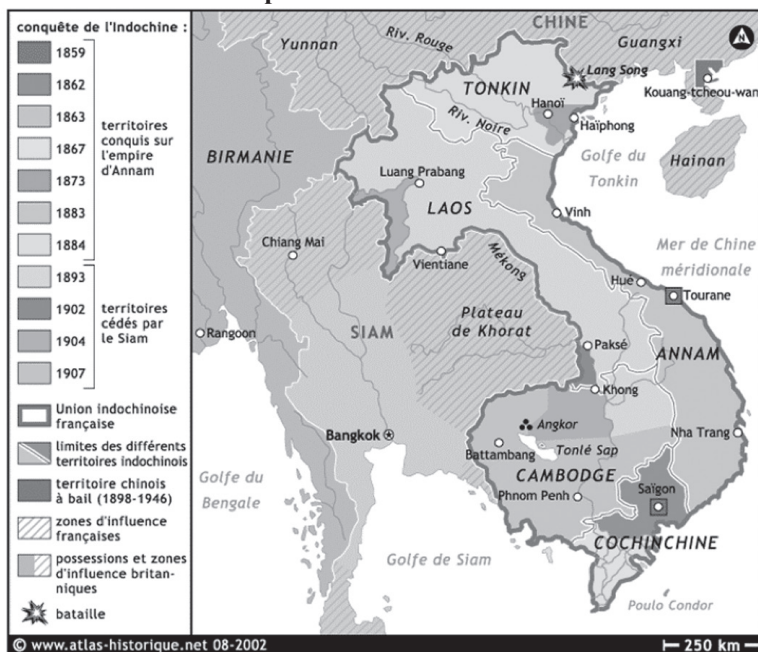 conquête de l'Indochine :
1859
1862
1863
1867
1873
1883
1884
territoires
conquis sur
l'empire
d'Annam
1893
1902
1904
1907
territoires
cédés par
le Siam
Union indochinoise
française
limites des différents
territoires indochinois
territoire chinois
à bail (1898-1946)
zones d'influence
françaises
possessions et zones
d'influence britan-
niques
bataille
CHINE
Yunnan
Riv. Rouge
Guangxi
N
Lang Song
Kouang-tcheou-wan
TONKIN
Hanoï
Riv. Noire
Haïphong
BIRMANIE
Golfe du
Tonkin
Hainan
Luang Prabang
LAOS
Vinh
Chiang Mai
Vientiane
Mékong
Mer de Chine
méridionale
Hué
Tourane
Rangoon
SIAM
Plateau
de Khorat
Paksé
ANNAM
Khong
Bangkok
Angkor
Nha Trang
Battambang
Tonlé Sap
CAMBODGE
Phnom Penh
Saïgon
Golfe du
Bengale
COCHINCHINE
Golfe de Siam
Poulo Condor
© www.atlas-historique.net 08-2002
250 km